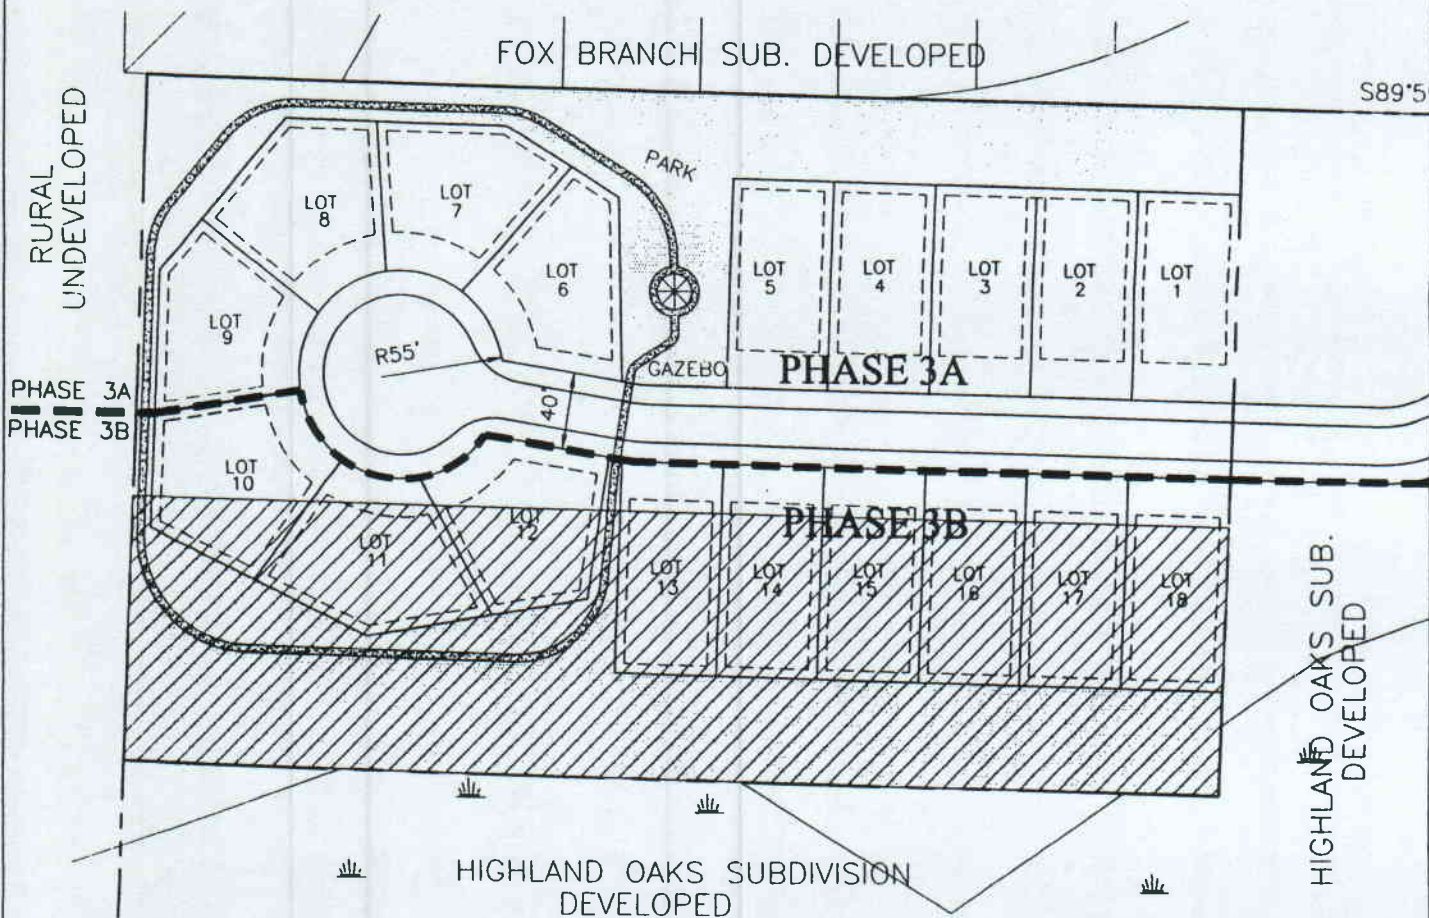 FOX BRANCH SUB. DEVELOPED
S89°5
RURAL
UNDEVELOPED
PARK
LOT
8
LOT
7
LOT
6
LOT
5
LOT
4
LOT
3
LOT
2
LOT
1
LOT
9
R55'
GAZEBO
PHASE 3A
40'
PHASE 3A
PHASE 3B
LOT
10
LOT
11
LOT
12
PHASE 3B
LOT
13
LOT
14
LOT
15
LOT
16
LOT
17
LOT
18
HIGHLAND OAKS SUB.
DEVELOPED
HIGHLAND OAKS SUBDIVISION
DEVELOPED